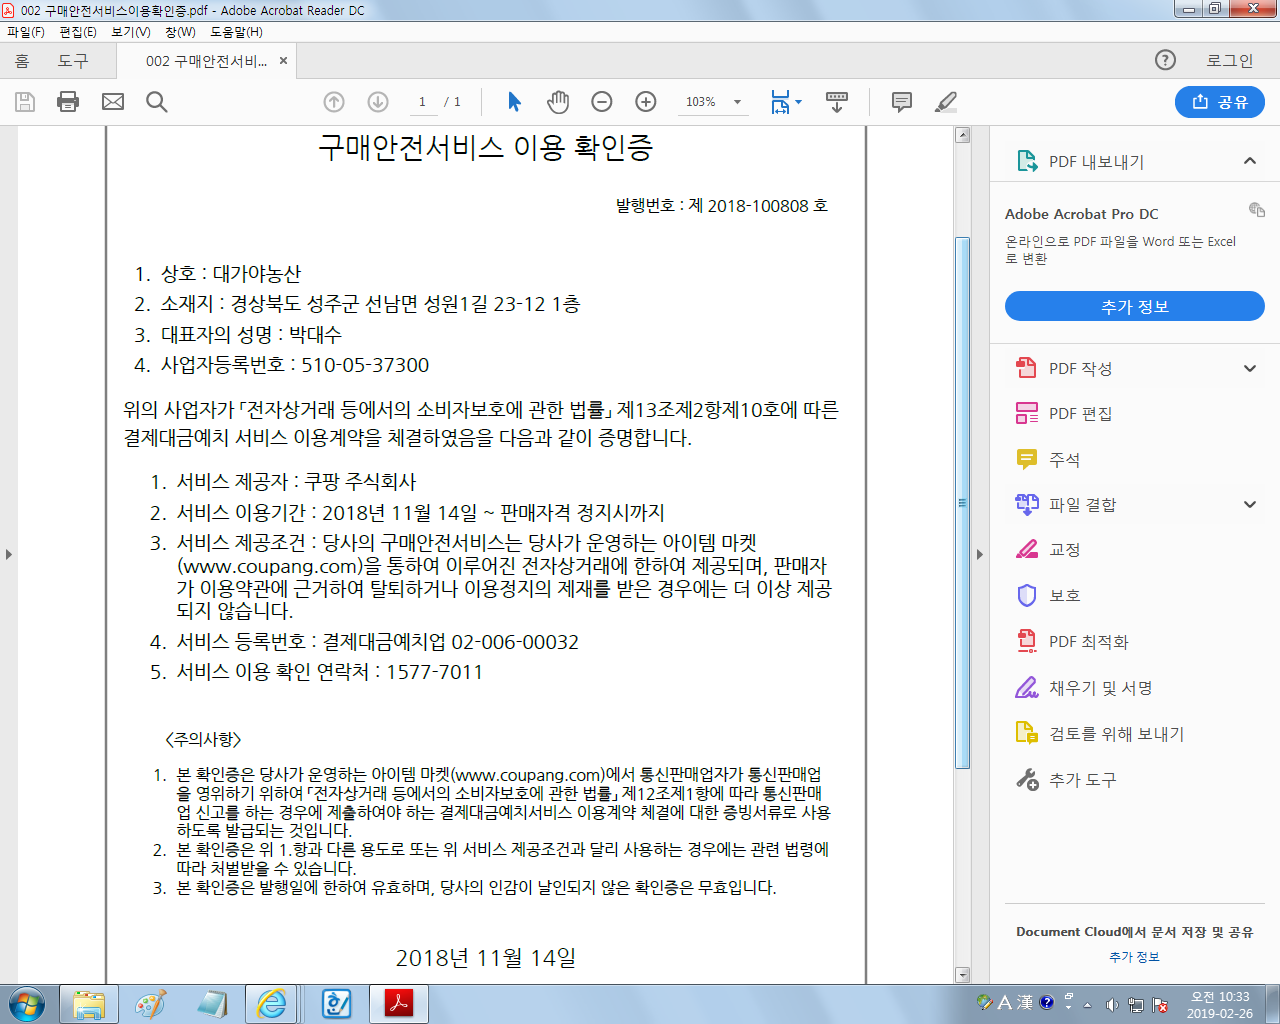 002 구매안전서비스이용확인증.pdf - Adobe Acrobat Reader DC
파일(F) 편집(E) 보기(V) 창(W) 도움말(H)
홈 도구 002 구매안전서비... × ? 로그인
1 / 1 103% 공유
구매안전서비스 이용 확인증
발행번호 : 제 2018-100808 호
1. 상호 : 대가야농산
2. 소재지 : 경상북도 성주군 선남면 성원1길 23-12 1층
3. 대표자의 성명 : 박대수
4. 사업자등록번호 : 510-05-37300
위의 사업자가 「전자상거래 등에서의 소비자보호에 관한 법률」 제13조제2항제10호에 따른
결제대금예치 서비스 이용계약을 체결하였음을 다음과 같이 증명합니다.
1. 서비스 제공자 : 쿠팡 주식회사
2. 서비스 이용기간 : 2018년 11월 14일 ~ 판매자격 정지시까지
3. 서비스 제공조건 : 당사의 구매안전서비스는 당사가 운영하는 아이템 마켓
(www.coupang.com)을 통하여 이루어진 전자상거래에 한하여 제공되며, 판매자
가 이용약관에 근거하여 탈퇴하거나 이용정지의 제재를 받은 경우에는 더 이상 제공
되지 않습니다.
4. 서비스 등록번호 : 결제대금예치업 02-006-00032
5. 서비스 이용 확인 연락처 : 1577-7011
<주의사항>
1. 본 확인증은 당사가 운영하는 아이템 마켓(www.coupang.com)에서 통신판매업자가 통신판매업
을 영위하기 위하여 「전자상거래 등에서의 소비자보호에 관한 법률」 제12조제1항에 따라 통신판매
업 신고를 하는 경우에 제출하여야 하는 결제대금예치서비스 이용계약 체결에 대한 증빙서류로 사용
하도록 발급되는 것입니다.
2. 본 확인증은 위 1.항과 다른 용도로 또는 위 서비스 제공조건과 달리 사용하는 경우에는 관련 법령에
따라 처벌받을 수 있습니다.
3. 본 확인증은 발행일에 한하여 유효하며, 당사의 인감이 날인되지 않은 확인증은 무효입니다.
2018년 11월 14일
PDF 내보내기
Adobe Acrobat Pro DC
온라인으로 PDF 파일을 Word 또는 Excel
로 변환
추가 정보
PDF 작성
PDF 편집
주석
파일 결합
교정
보호
PDF 최적화
채우기 및 서명
검토를 위해 보내기
추가 도구
Document Cloud에서 문서 저장 및 공유
추가 정보
A 漢 ?
오전 10:33
2019-02-26